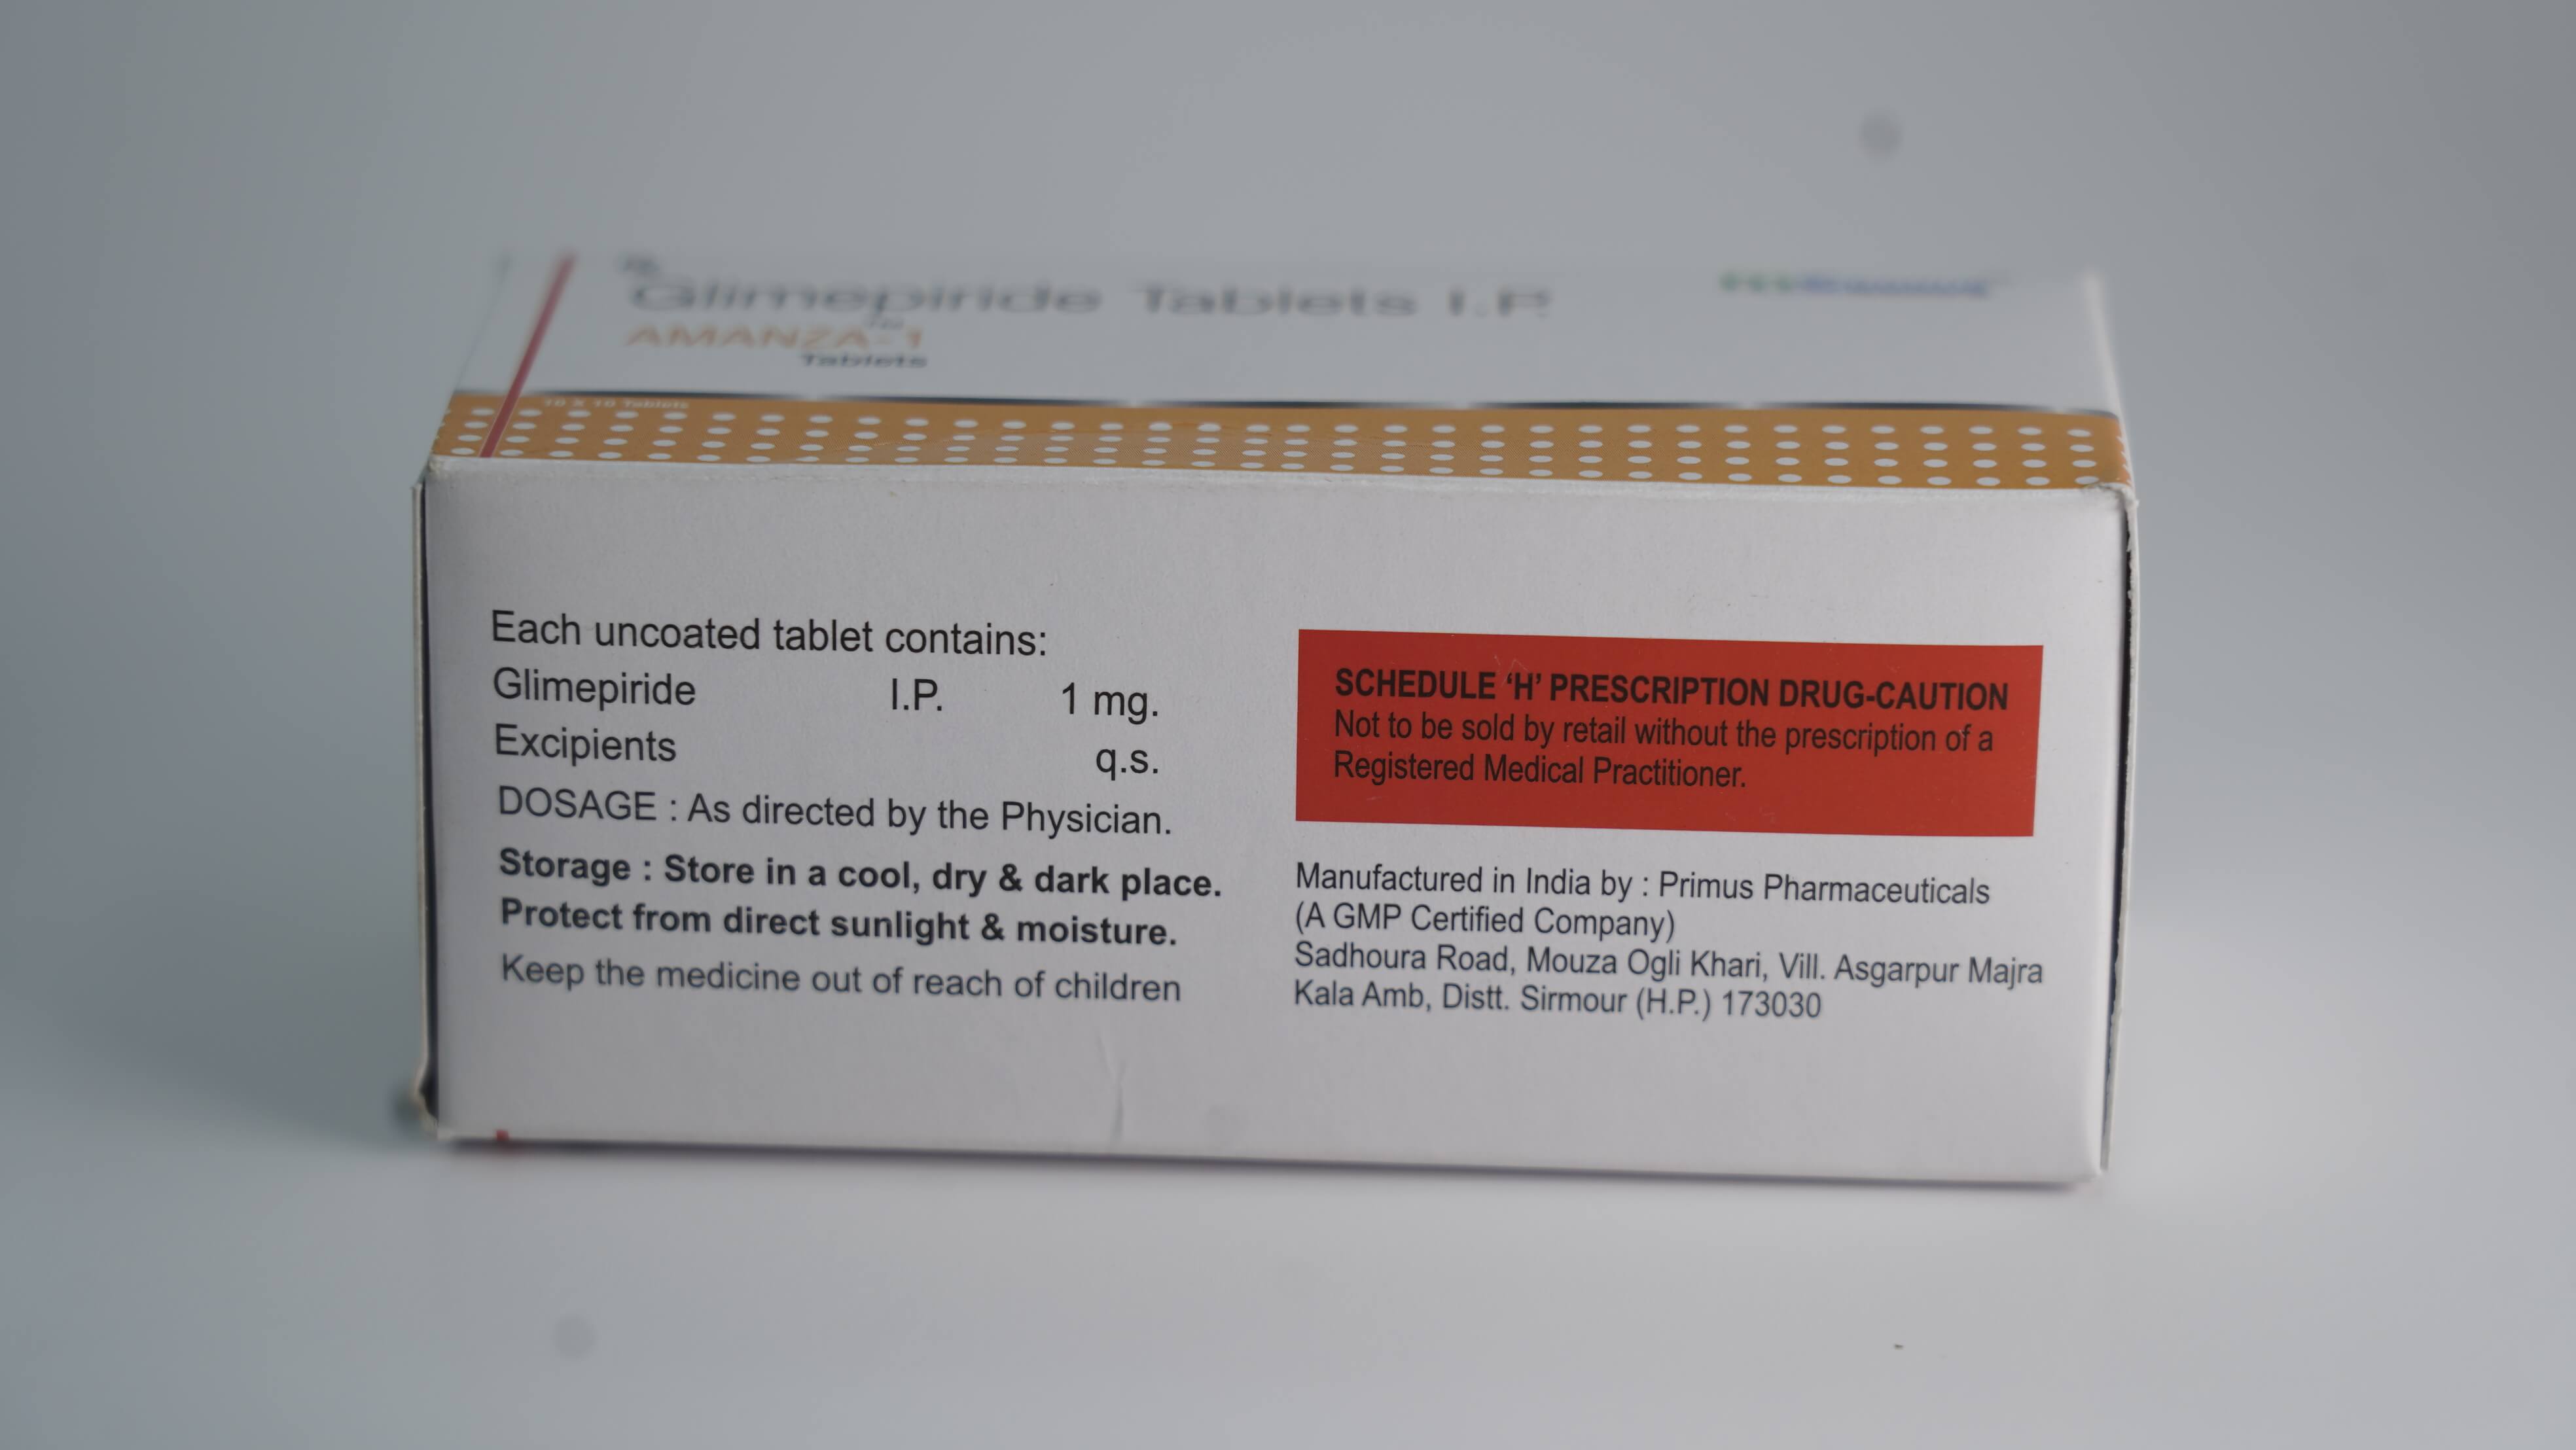 Glimepiride Tablets I.P.
AMANZA-1
Tablets
10 X 10 Tablets
Each uncoated tablet contains:
Glimepiride I.P. 1 mg.
Excipients q.s.
DOSAGE : As directed by the Physician.
Storage : Store in a cool, dry & dark place.
Protect from direct sunlight & moisture.
Keep the medicine out of reach of children
SCHEDULE ‘H’ PRESCRIPTION DRUG-CAUTION
Not to be sold by retail without the prescription of a
Registered Medical Practitioner.
Manufactured in India by : Primus Pharmaceuticals
(A GMP Certified Company)
Sadhoura Road, Mouza Ogli Khari, Vill. Asgarpur Majra
Kala Amb, Distt. Sirmour (H.P.) 173030